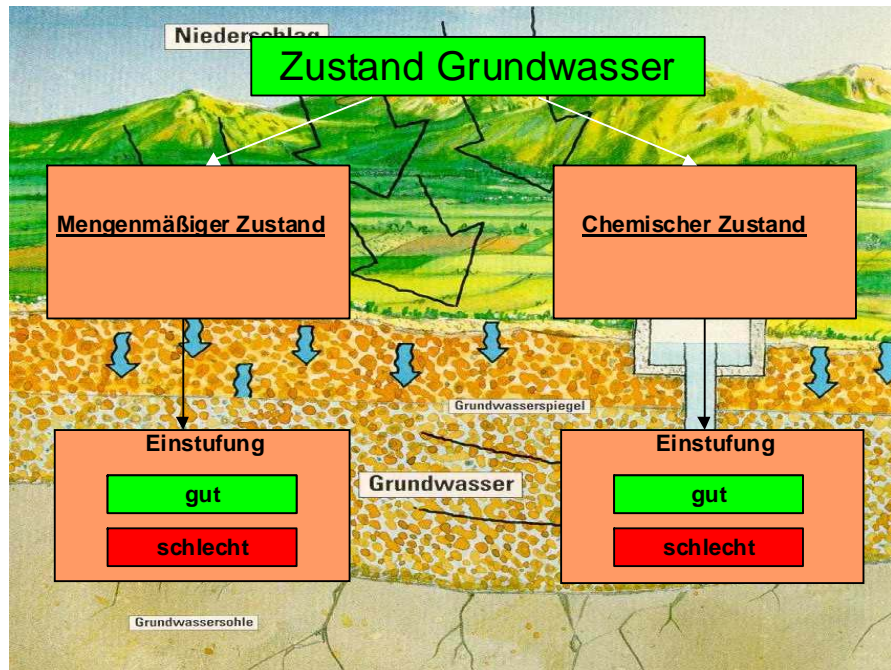 Niederschlag
Zustand Grundwasser
Mengenmäßiger Zustand
Chemischer Zustand
Grundwasserspiegel
Einstufung
gut
schlecht
Einstufung
gut
schlecht
Grundwasser
Grundwassersohle